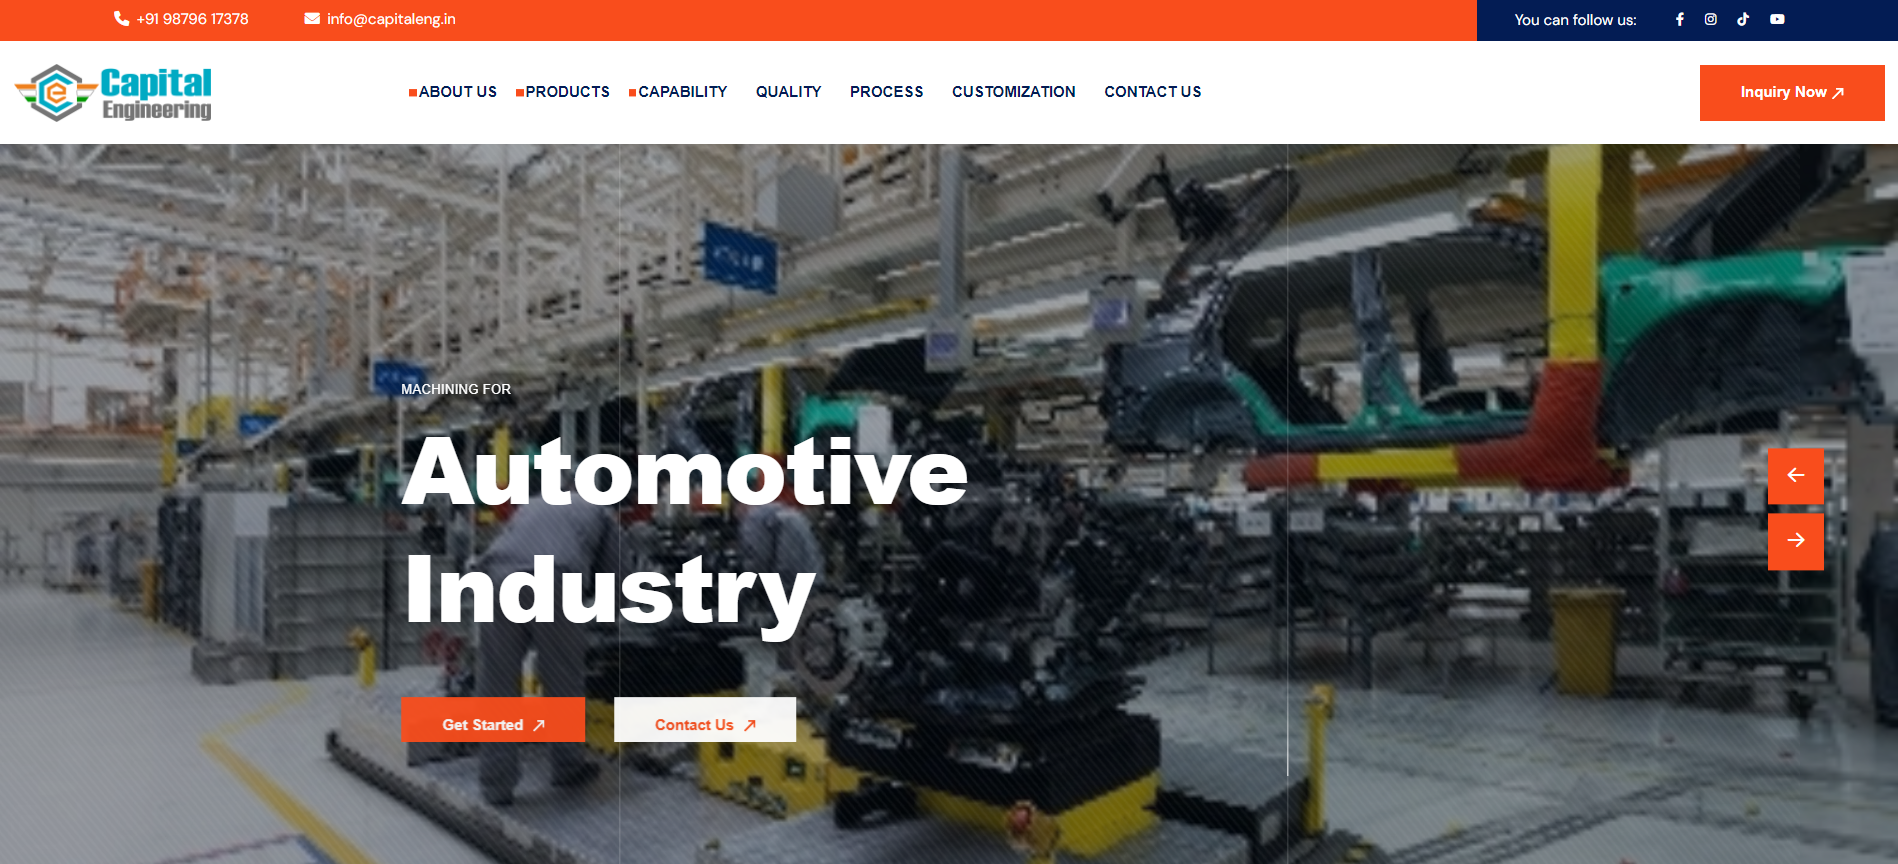 +91 98796 17378
info@capitaleng.in
You can follow us:
Capital
Engineering
ABOUT US PRODUCTS CAPABILITY QUALITY PROCESS CUSTOMIZATION CONTACT US
Inquiry Now
MACHINING FOR
Automotive
Industry
Get Started
Contact Us